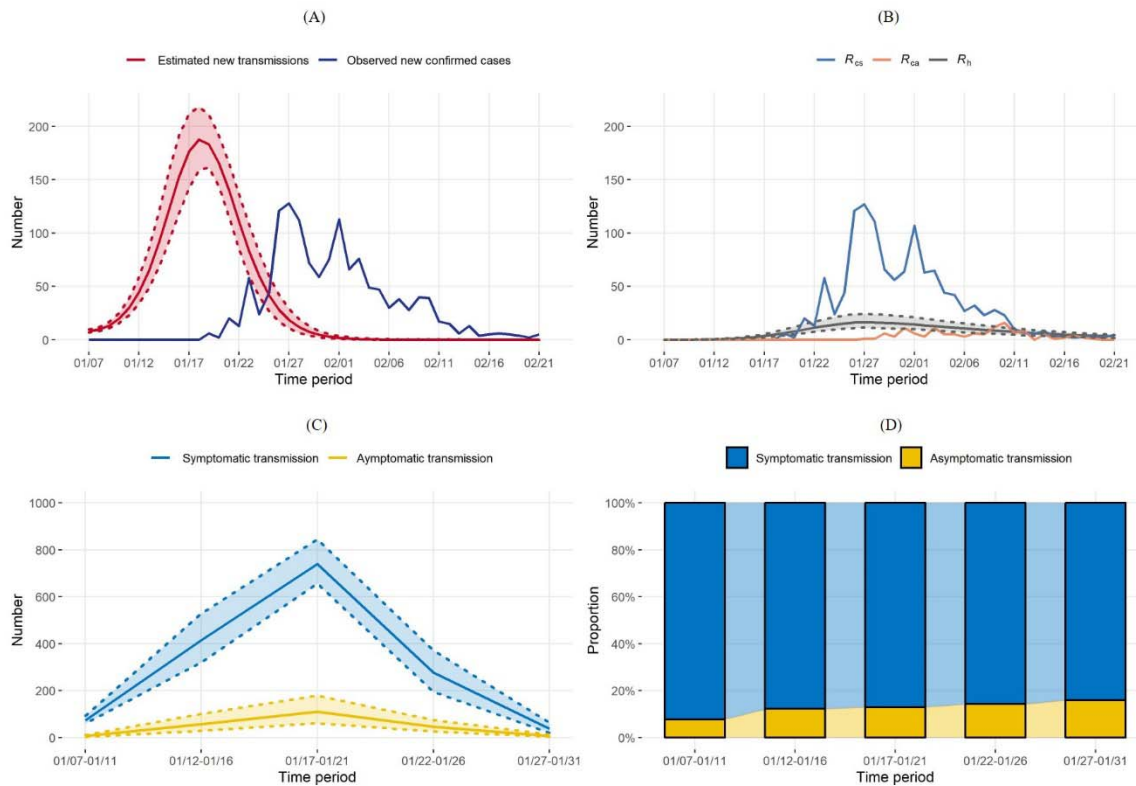 (A)
Estimated new transmissions Observed new confirmed cases
200
150
100
50
0
Number
01/07 01/12 01/17 01/22 01/27 02/01 02/06 02/11 02/16 02/21
Time period
(B)
Rcs Rca Rh
200
150
100
50
0
Number
01/07 01/12 01/17 01/22 01/27 02/01 02/06 02/11 02/16 02/21
Time period
(C)
Symptomatic transmission Aymptomatic transmission
1000
800
600
400
200
0
Number
01/07-01/11 01/12-01/16 01/17-01/21 01/22-01/26 01/27-01/31
Time period
(D)
Symptomatic transmission Asymptomatic transmission
100%
80%
60%
40%
20%
0%
Proportion
01/07-01/11 01/12-01/16 01/17-01/21 01/22-01/26 01/27-01/31
Time period